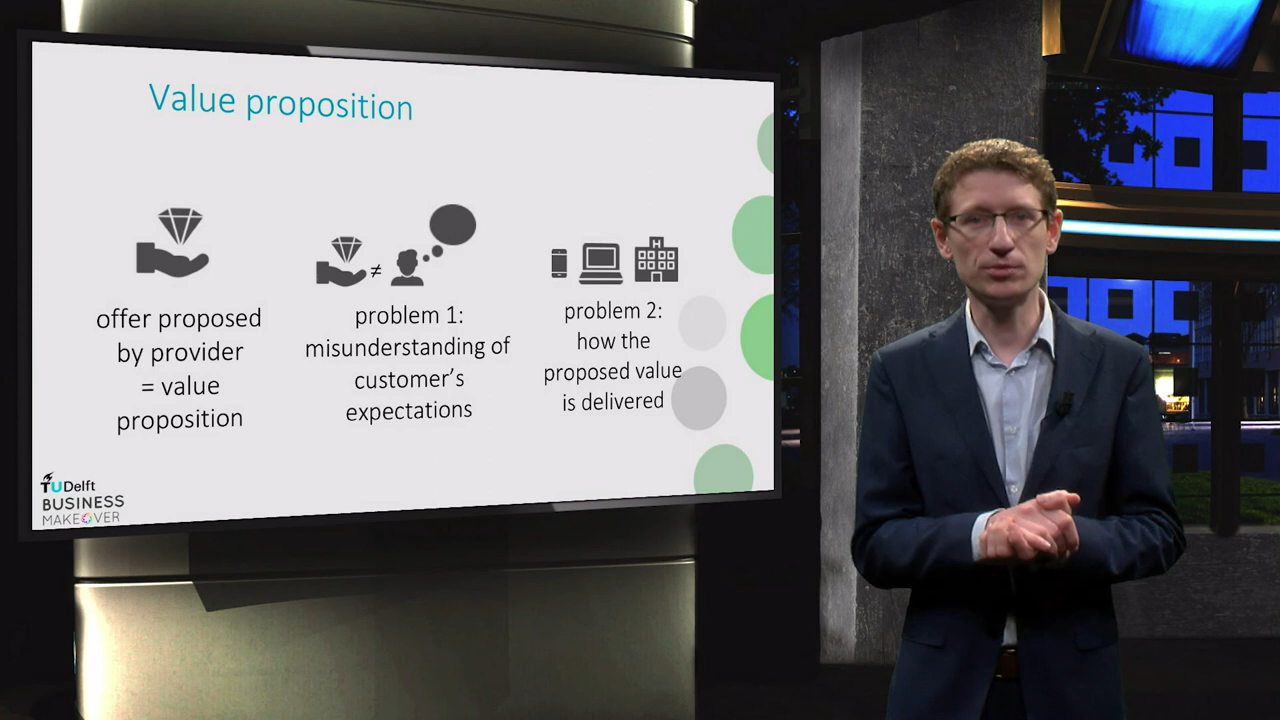 Value proposition
offer proposed
by provider
= value
proposition
≠
problem 1:
misunderstanding of
customer's
expectations
H
problem 2:
how the
proposed value
is delivered
TUDelft
BUSINESS
MAKEOVER